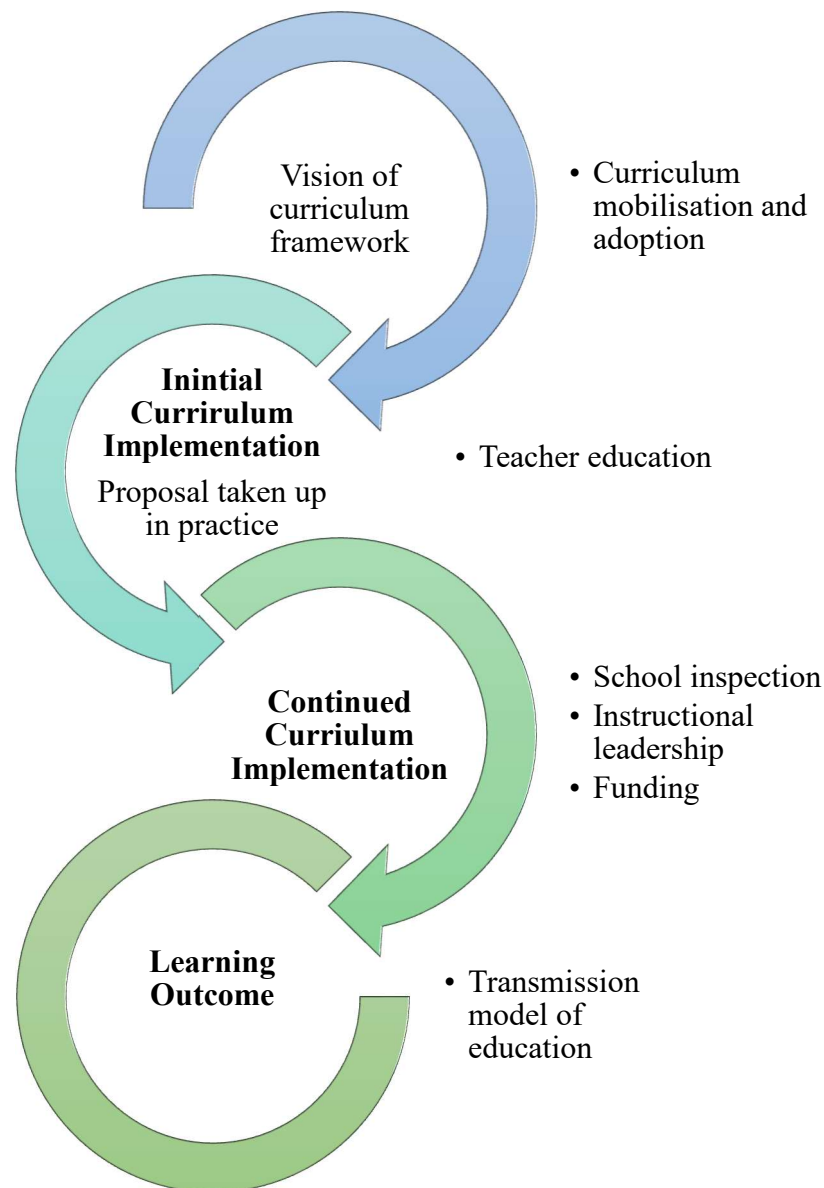 Vision of
curriculum
framework
• Curriculum
mobilisation and
adoption
Inintial
Currirulum
Implementation
Proposal taken up
in practice
• Teacher education
Continued
Curriulum
Implementation
• School inspection
• Instructional
leadership
• Funding
Learning
Outcome
• Transmission
model of
education